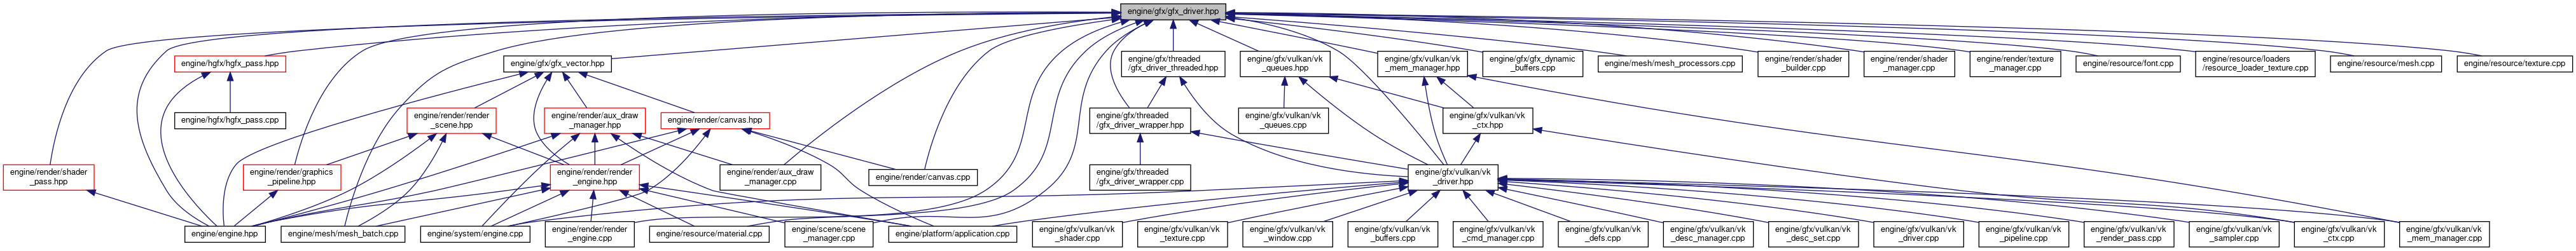 engine/gfx/gfx_driver.hpp
engine/hgfx/hgfx_pass.hpp
engine/gfx/gfx_vector.hpp
engine/gfx/threaded
/gfx_driver_threaded.hpp
engine/gfx/vulkan/vk
_queues.hpp
engine/gfx/vulkan/vk
_mem_manager.hpp
engine/gfx/gfx_dynamic
_buffers.cpp
engine/mesh/mesh_processors.cpp
engine/render/shader
_builder.cpp
engine/render/shader
_manager.cpp
engine/render/texture
_manager.cpp
engine/resource/font.cpp
engine/resource/loaders
/resource_loader_texture.cpp
engine/resource/mesh.cpp
engine/resource/texture.cpp
engine/hgfx/hgfx_pass.cpp
engine/render/render
_scene.hpp
engine/render/aux_draw
_manager.hpp
engine/render/canvas.hpp
engine/gfx/threaded
/gfx_driver_wrapper.hpp
engine/gfx/vulkan/vk
_queues.cpp
engine/gfx/vulkan/vk
_ctx.hpp
engine/render/shader
_pass.hpp
engine/render/graphics
_pipeline.hpp
engine/render/render
_engine.hpp
engine/render/aux_draw
_manager.cpp
engine/render/canvas.cpp
engine/gfx/threaded
/gfx_driver_wrapper.cpp
engine/gfx/vulkan/vk
_driver.hpp
engine/engine.hpp
engine/mesh/mesh_batch.cpp
engine/system/engine.cpp
engine/render/render
_engine.cpp
engine/resource/material.cpp
engine/scene/scene
_manager.cpp
engine/platform/application.cpp
engine/gfx/vulkan/vk
_shader.cpp
engine/gfx/vulkan/vk
_texture.cpp
engine/gfx/vulkan/vk
_window.cpp
engine/gfx/vulkan/vk
_buffers.cpp
engine/gfx/vulkan/vk
_cmd_manager.cpp
engine/gfx/vulkan/vk
_defs.cpp
engine/gfx/vulkan/vk
_desc_manager.cpp
engine/gfx/vulkan/vk
_desc_set.cpp
engine/gfx/vulkan/vk
_driver.cpp
engine/gfx/vulkan/vk
_pipeline.cpp
engine/gfx/vulkan/vk
_render_pass.cpp
engine/gfx/vulkan/vk
_sampler.cpp
engine/gfx/vulkan/vk
_ctx.cpp
engine/gfx/vulkan/vk
_mem_manager.cpp